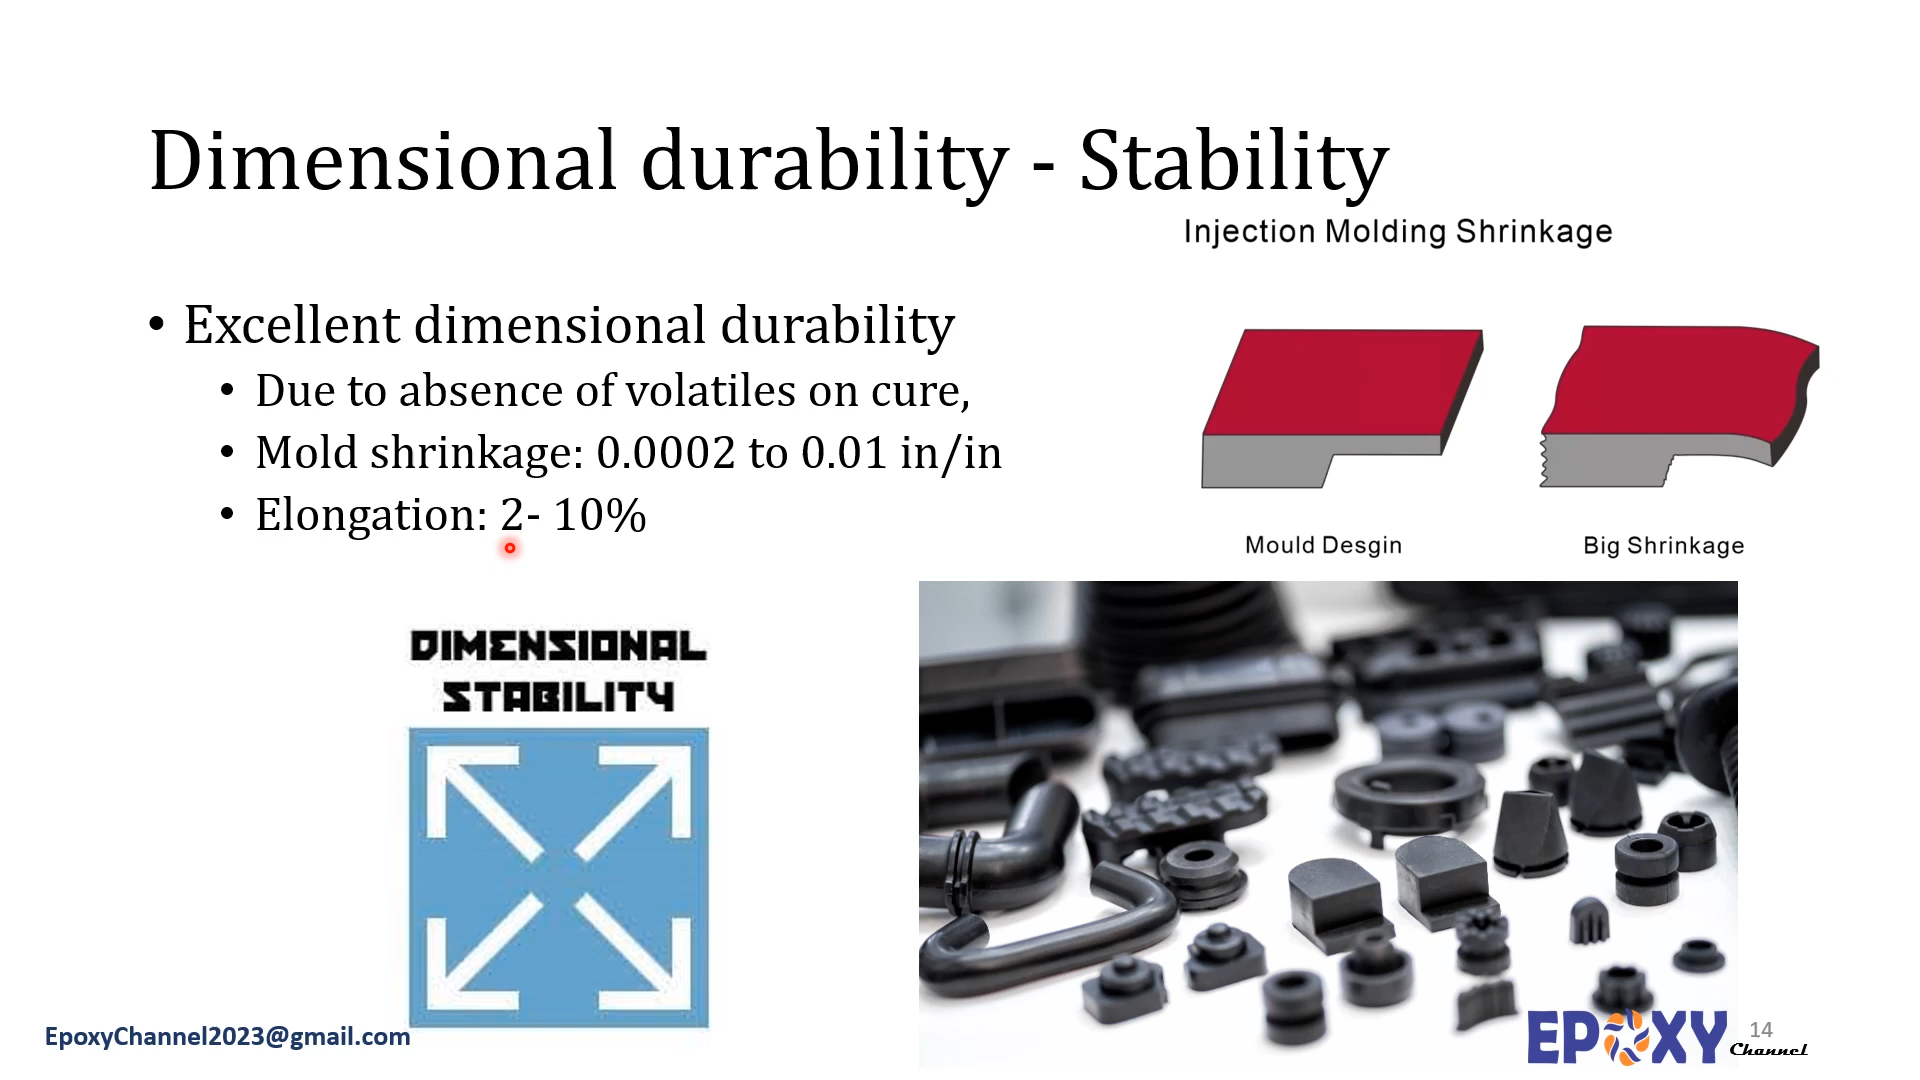 Dimensional durability - Stability
Injection Molding Shrinkage
• Excellent dimensional durability
• Due to absence of volatiles on cure,
• Mold shrinkage: 0.0002 to 0.01 in/in
• Elongation: 2- 10%
Mould Desgin
Big Shrinkage
DIMENSIONAL
STABILITY
EpoxyChannel2023@gmail.com
EPOXY
Channel
14